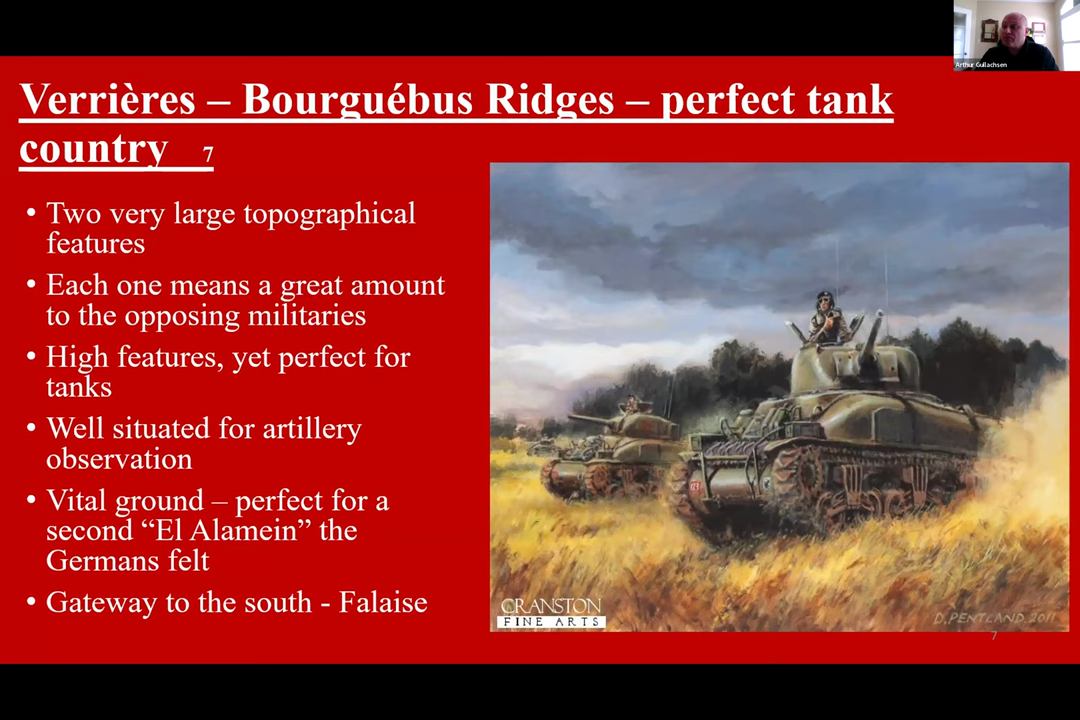 Arthur Gullachsen
Verrières – Bourguébus Ridges – perfect tank
country 7
• Two very large topographical
features
• Each one means a great amount
to the opposing militaries
• High features, yet perfect for
tanks
• Well situated for artillery
observation
• Vital ground – perfect for a
second “El Alamein” the
Germans felt
• Gateway to the south - Falaise
CRANSTON
FINE ARTS
D. PENTLAND. 2011
7